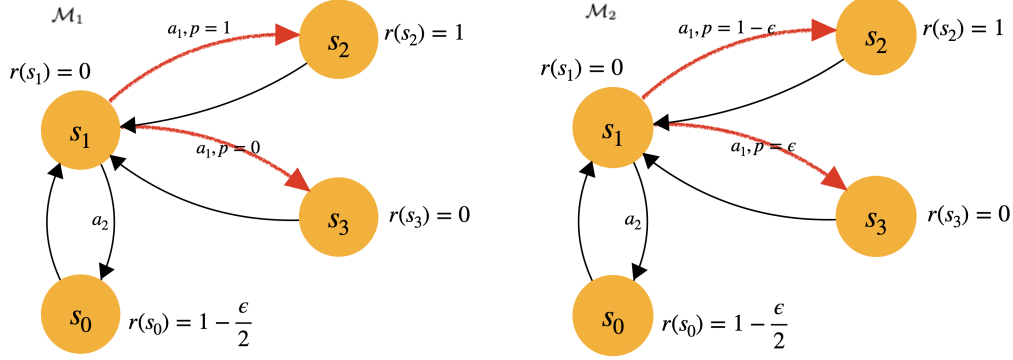 ℳ₁
a₁, p = 1
s₂
r(s₂) = 1
r(s₁) = 0
s₁
a₁, p = 0
s₃
r(s₃) = 0
a₂
s₀
r(s₀) = 1 − ϵ/2
ℳ₂
a₁, p = 1 − ϵ
s₂
r(s₂) = 1
r(s₁) = 0
s₁
a₁, p = ϵ
s₃
r(s₃) = 0
a₂
s₀
r(s₀) = 1 − ϵ/2